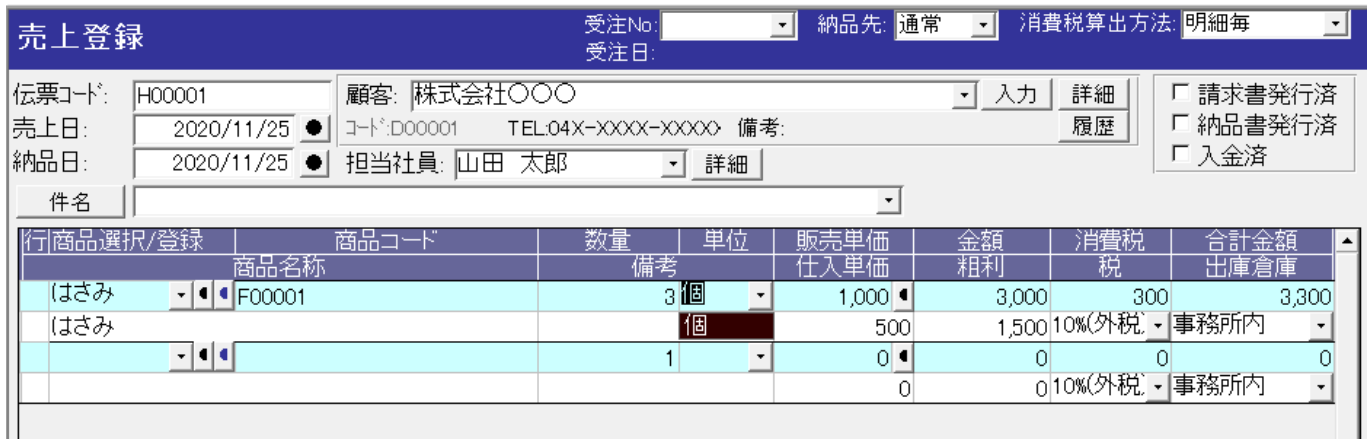 売上登録 受注No: 納品先: 通常 消費税算出方法: 明細毎
受注日:
伝票コード: H00001 顧客: 株式会社〇〇〇 入力 詳細 請求書発行済
売上日: 2020/11/25 コード:D00001 TEL:04X-XXXX-XXXX 備考: 履歴 納品書発行済
納品日: 2020/11/25 担当社員: 山田 太郎 詳細 入金済
件名
行 商品選択/登録 商品コード 数量 単位 販売単価 金額 消費税 合計金額
商品名称 備考 仕入単価 粗利 税 出庫倉庫
はさみ F00001 3 個 1,000 3,000 300 3,300
はさみ 個 500 1,500 10%(外税) 事務所内
1 0 0 0 0
0 0 10%(外税) 事務所内